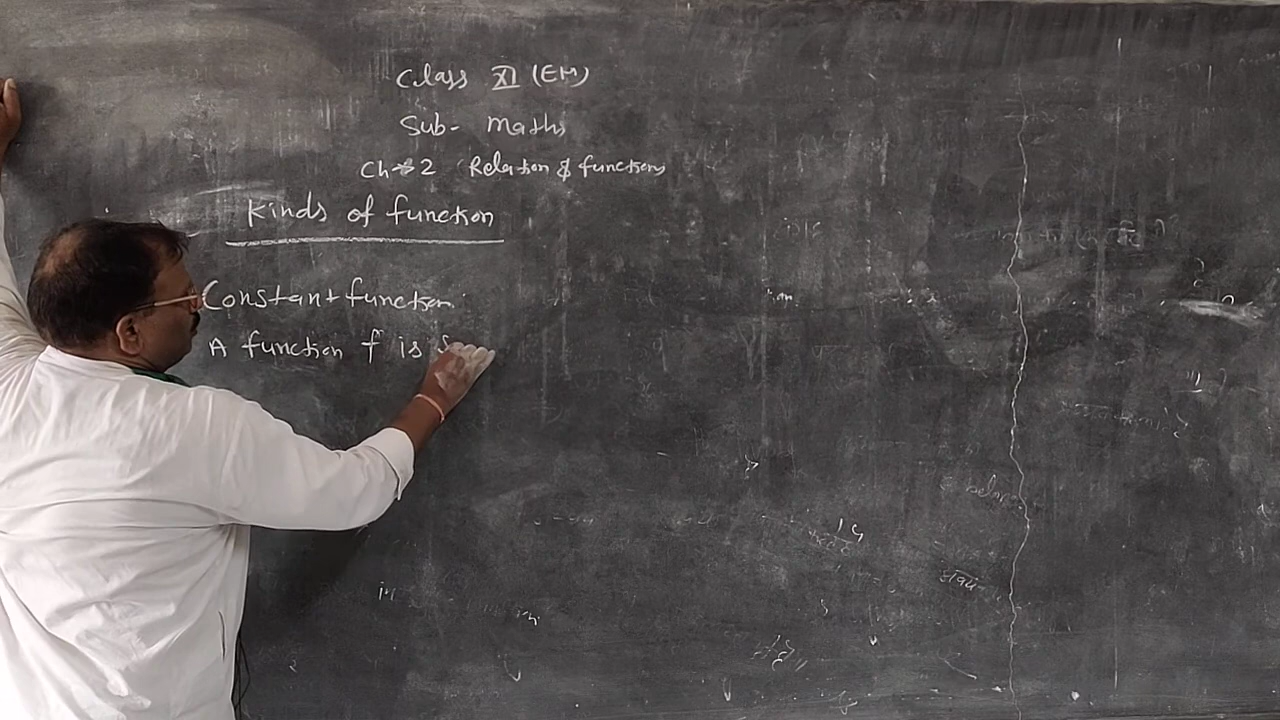 Class XI (EM)
Sub- Maths
Ch-2 Relation & functions
Kinds of function
Constant function
A function f is